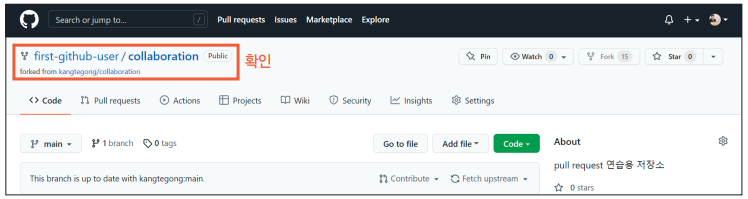 Search or jump to... / Pull requests Issues Marketplace Explore
first-github-user / collaboration Public 확인
forked from kangtegong/collaboration
Pin Watch 0 Fork 15 Star 0
Code Pull requests Actions Projects Wiki Security Insights Settings
main 1 branch 0 tags Go to file Add file Code About
pull request 연습용 저장소
This branch is up to date with kangtegong:main. Contribute Fetch upstream
0 stars